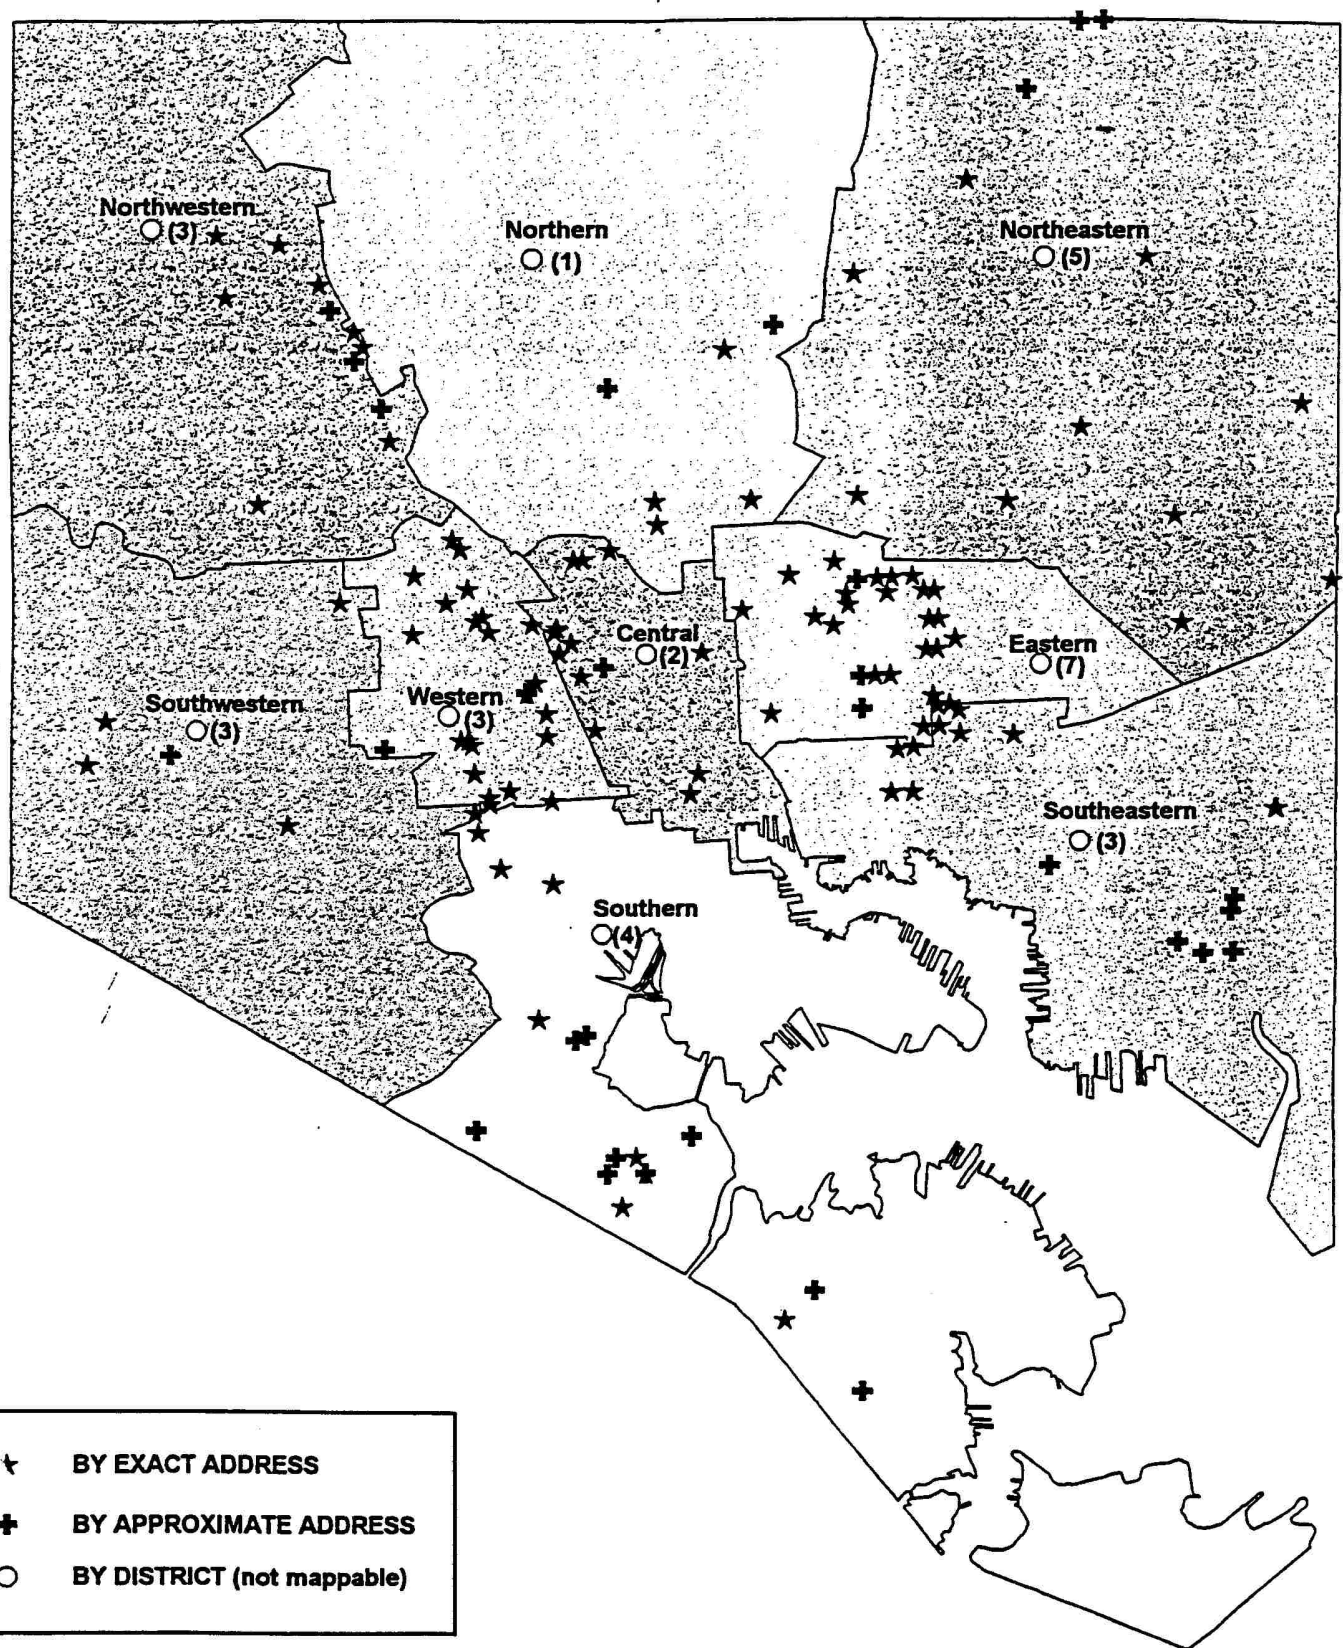 Northwestern
(3)
Northern
(1)
Northeastern
(5)
Central
(2)
Eastern
(7)
Southwestern
(3)
Western
(3)
Southeastern
(3)
Southern
(4)
BY EXACT ADDRESS
BY APPROXIMATE ADDRESS
BY DISTRICT (not mappable)